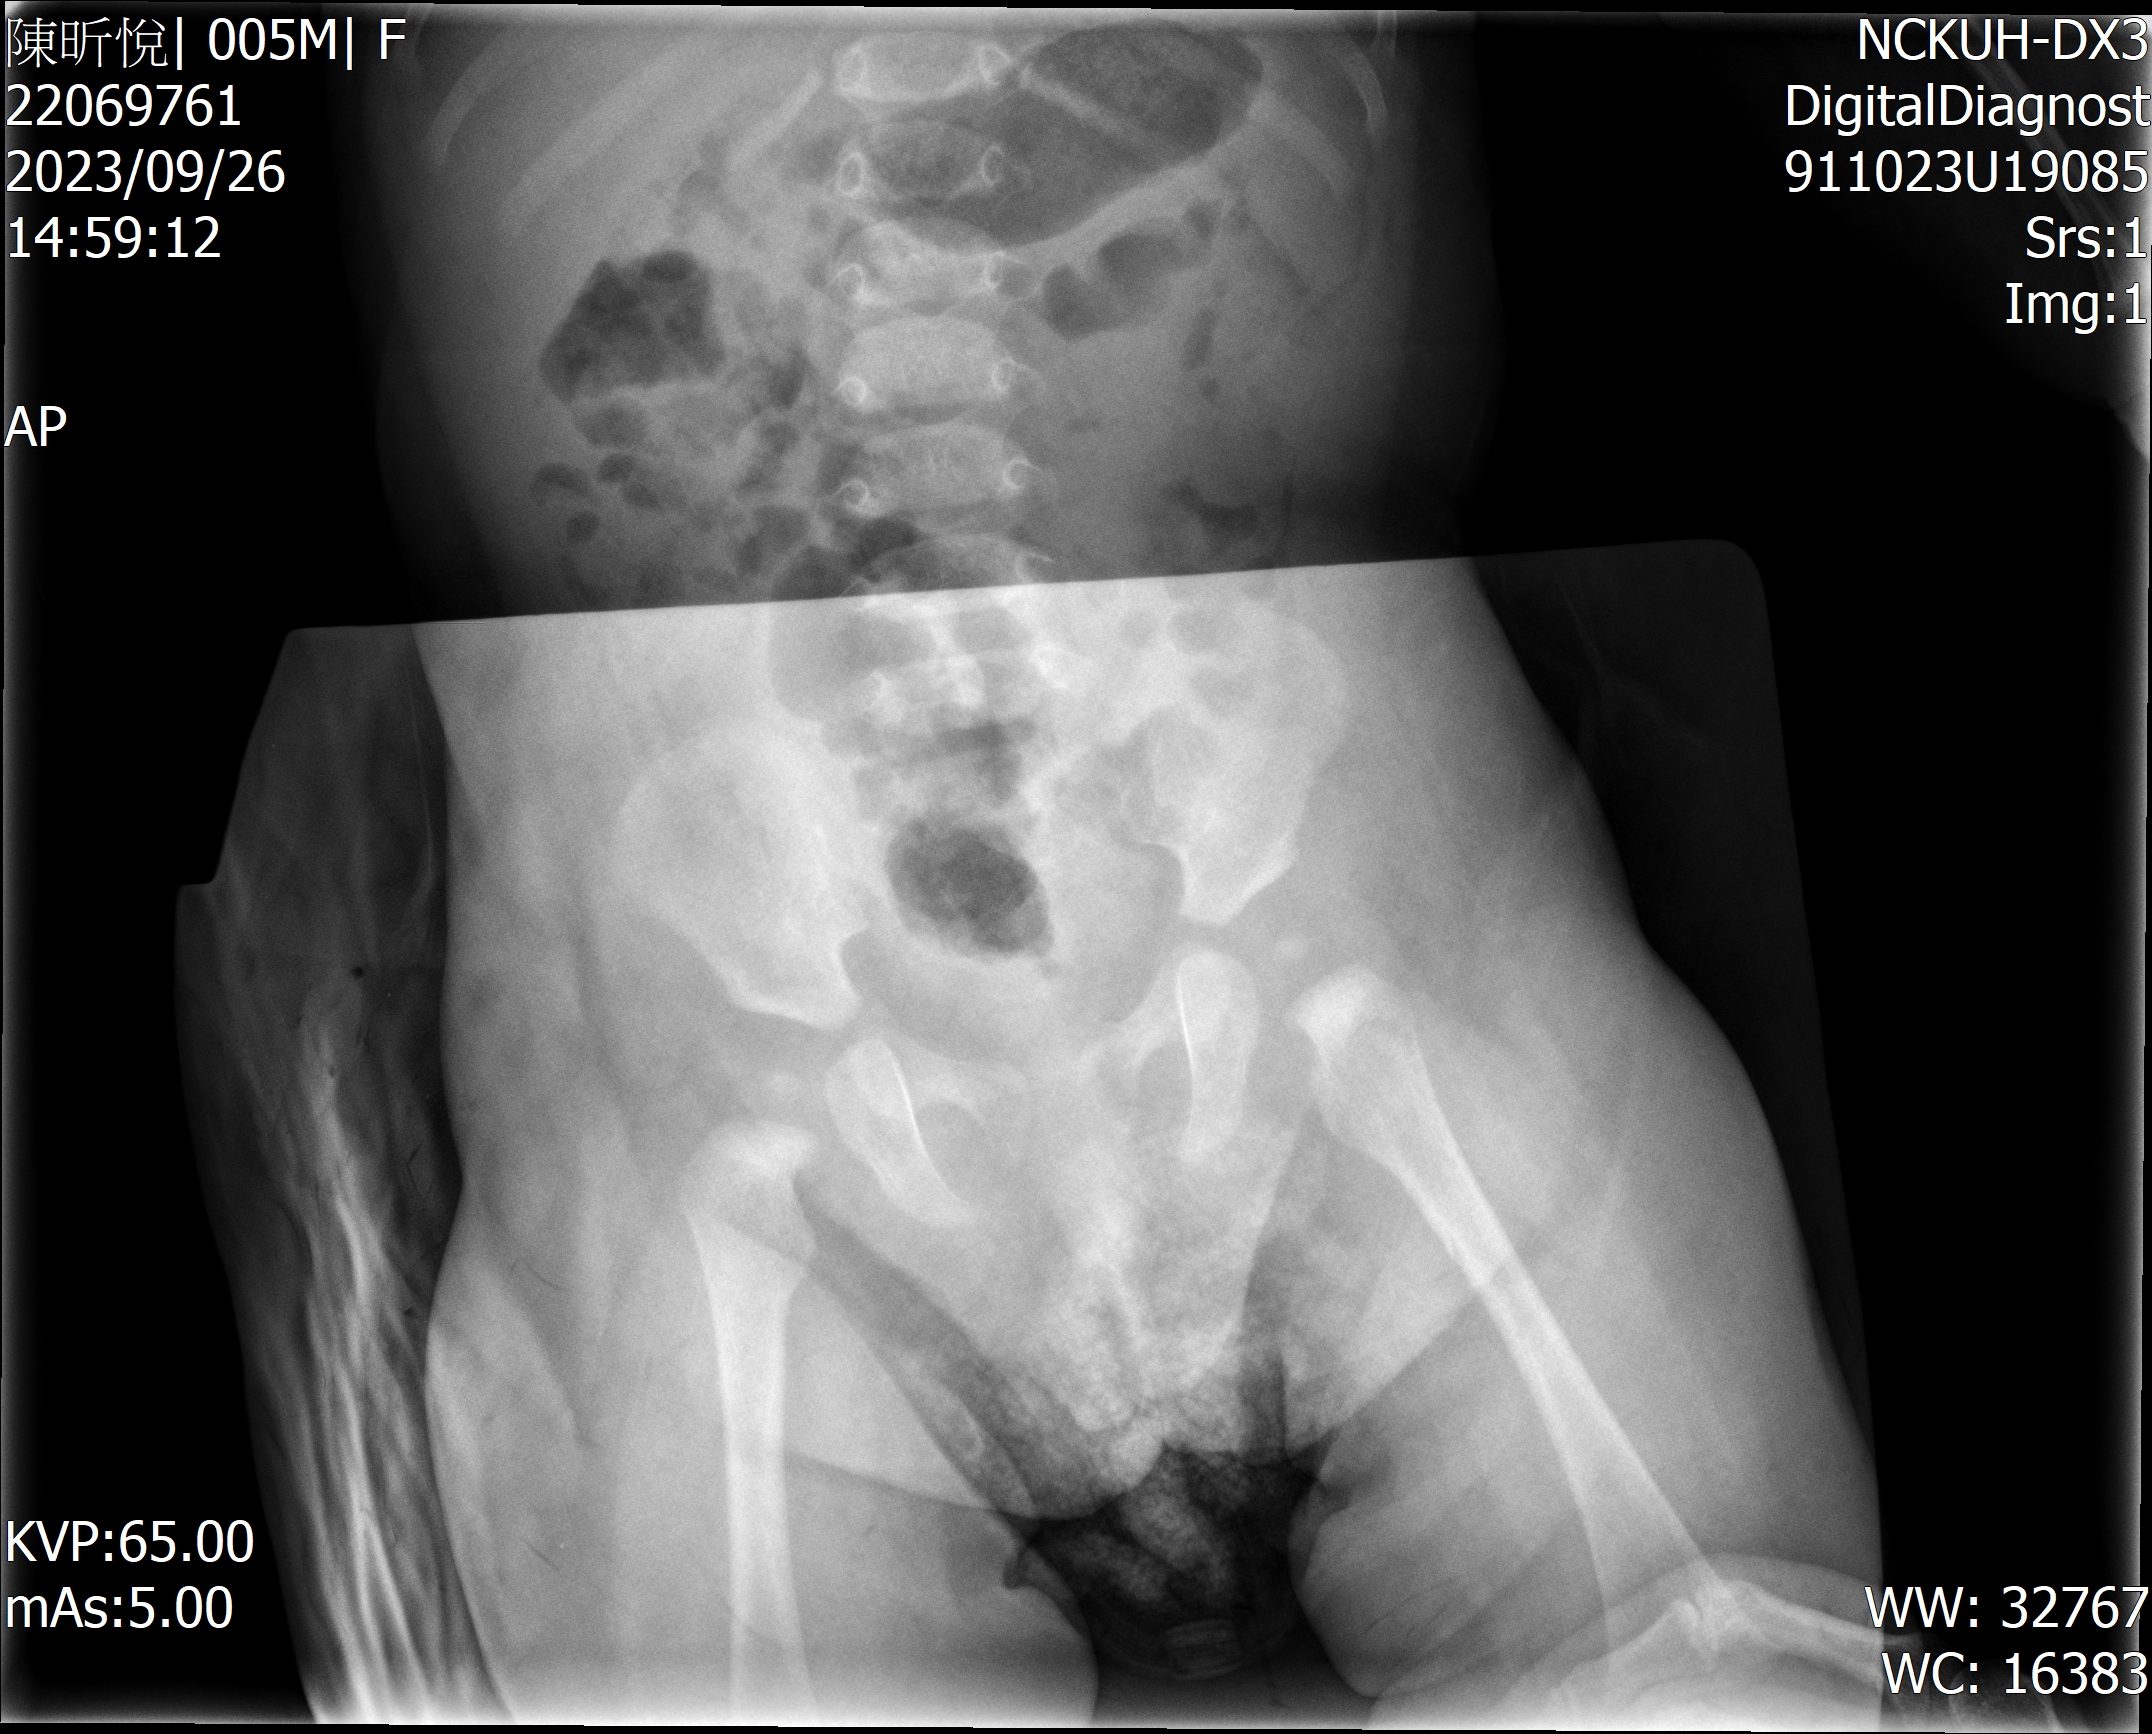 陳昕悅| 005M| F
22069761
2023/09/26
14:59:12
AP
NCKUH-DX3
DigitalDiagnost
911023U19085
Srs:1
Img:1
KVP:65.00
mAs:5.00
WW: 32767
WC: 16383